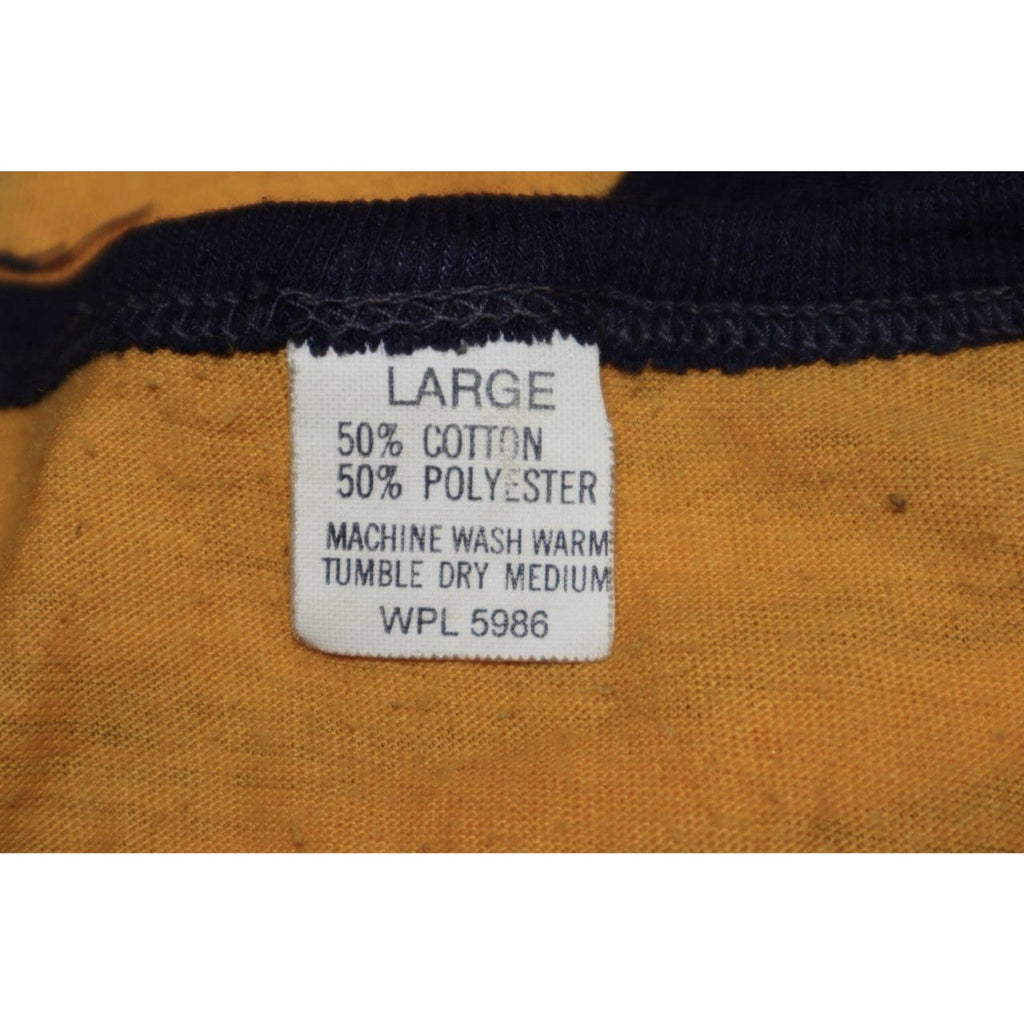 LARGE
50% COTTON
50% POLYESTER
MACHINE WASH WARM
TUMBLE DRY MEDIUM
WPL 5986